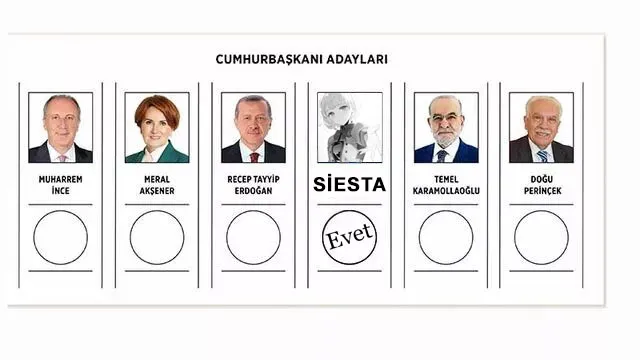 CUMHURBAŞKANI ADAYLARI
MUHARREM
İNCE
MERAL
AKŞENER
RECEP TAYYİP
ERDOĞAN
SİESTA
TEMEL
KARAMOLLAOĞLU
DOĞU
PERİNÇEK
Evet